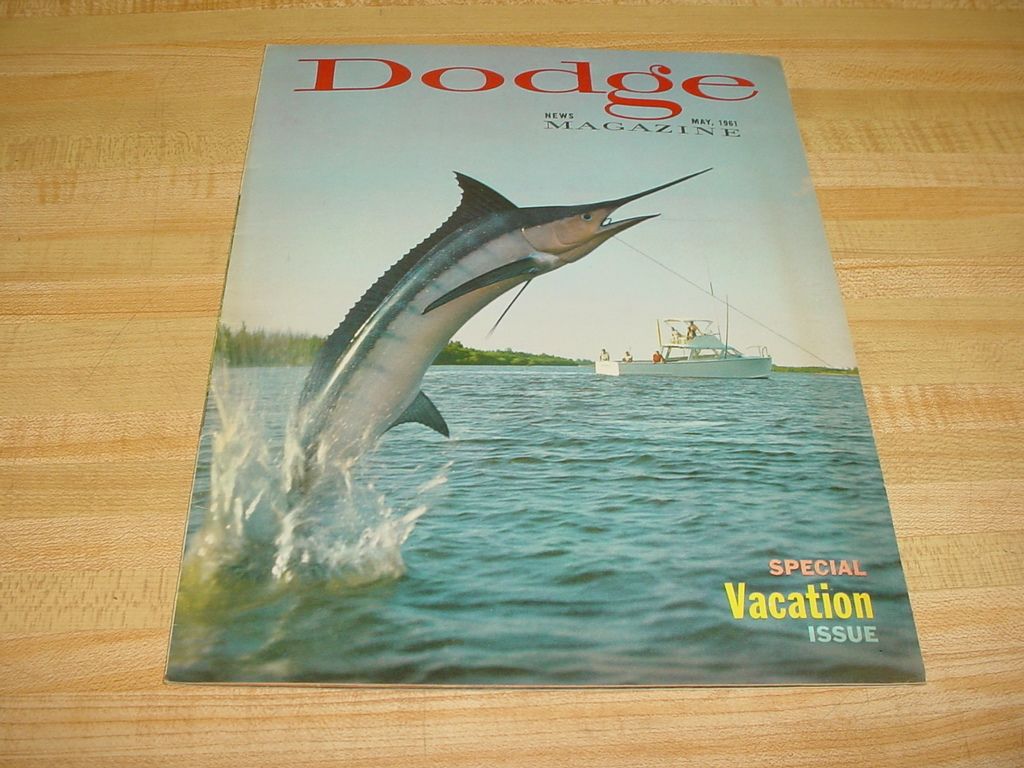 Dodge
NEWS MAY, 1961
MAGAZINE
SPECIAL
Vacation
ISSUE